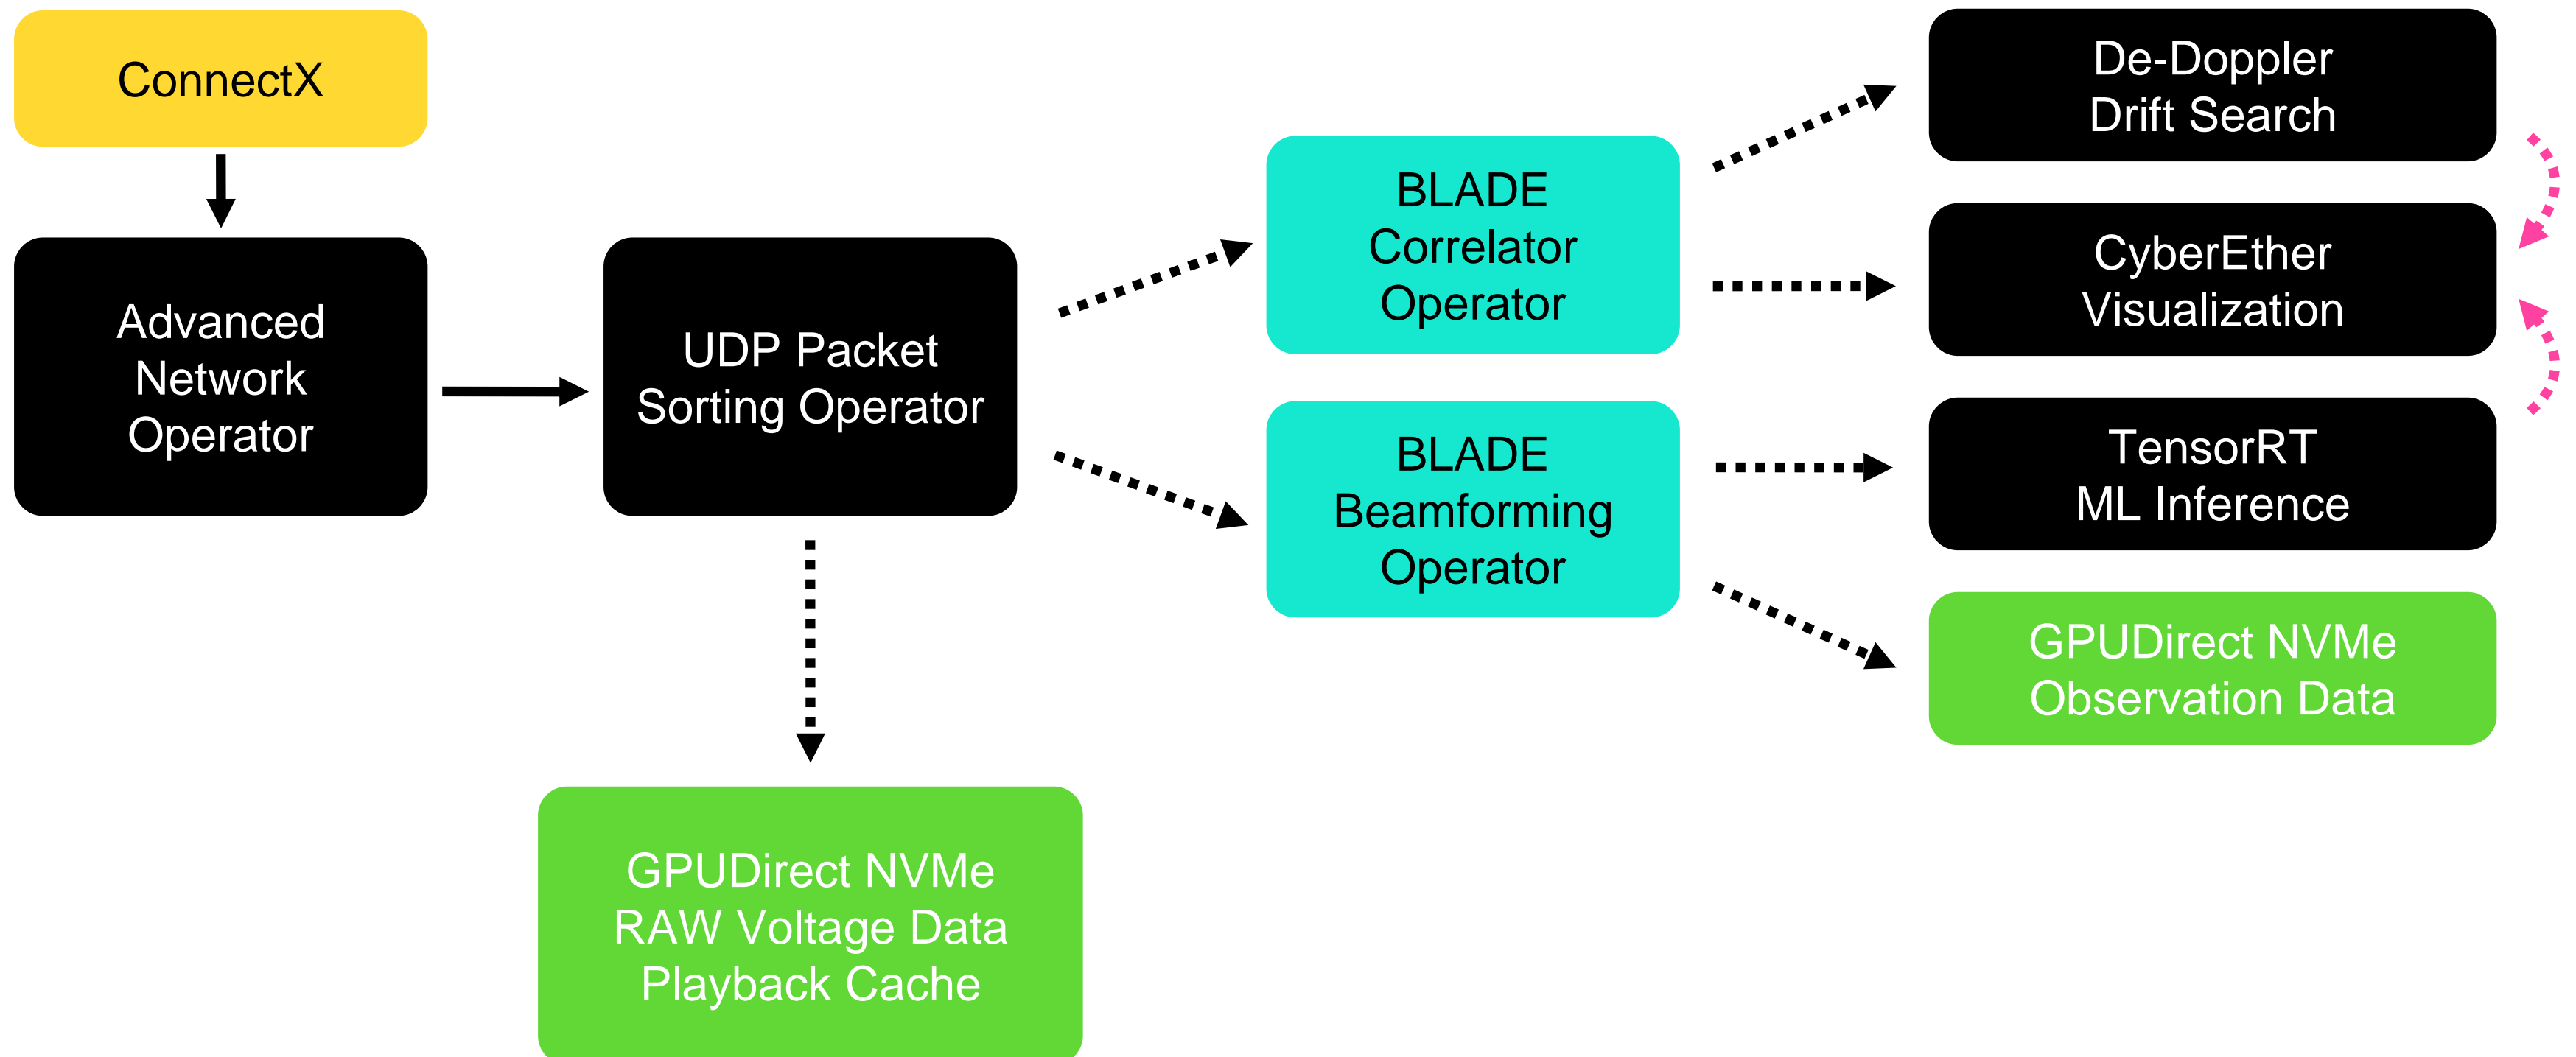 ConnectX
Advanced
Network
Operator
UDP Packet
Sorting Operator
GPUDirect NVMe
RAW Voltage Data
Playback Cache
BLADE
Correlator
Operator
BLADE
Beamforming
Operator
De-Doppler
Drift Search
CyberEther
Visualization
TensorRT
ML Inference
GPUDirect NVMe
Observation Data